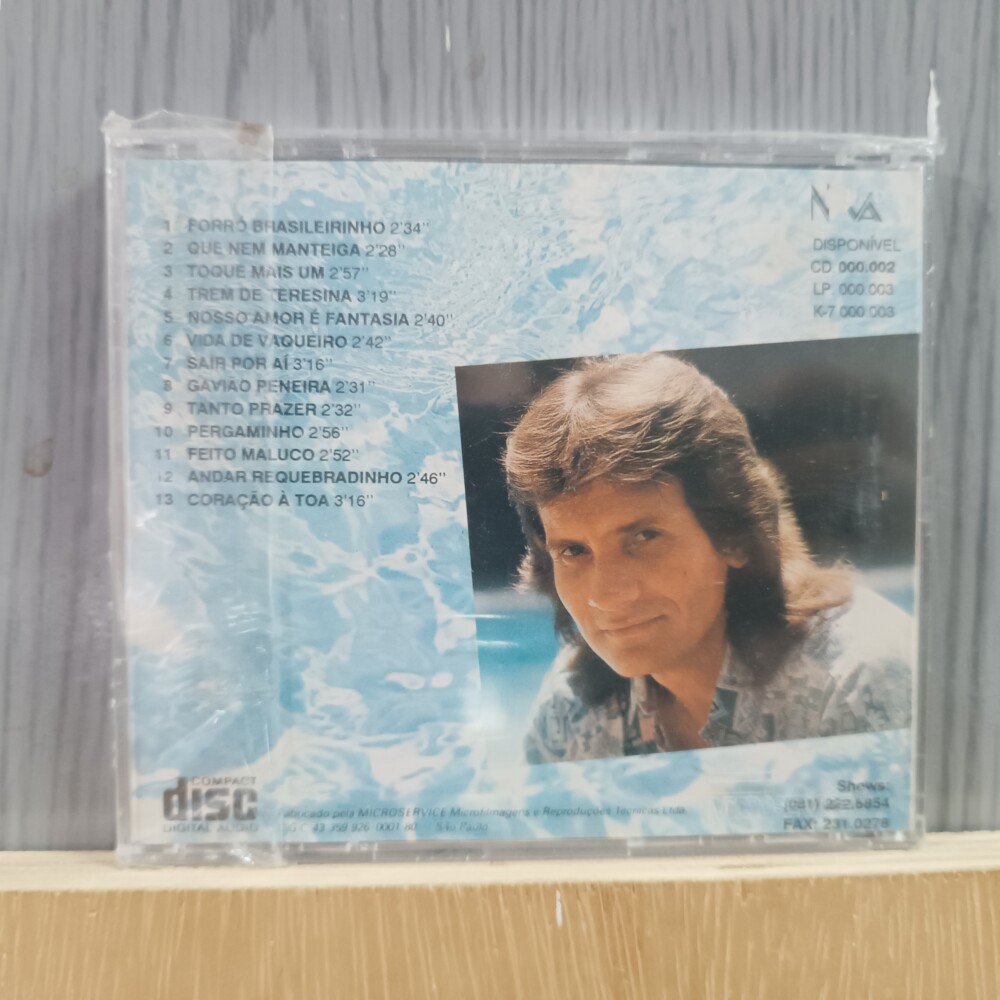 1 FORRÓ BRASILEIRINHO 2'34"
2 QUE NEM MANTEIGA 2'28"
3 TOQUE MAIS UM 2'57"
4 TREM DE TERESINA 3'19"
5 NOSSO AMOR É FANTASIA 2'40"
6 VIDA DE VAQUEIRO 2'42"
7 SAIR POR AÍ 3'16"
8 GAVIÃO PENEIRA 2'31"
9 TANTO PRAZER 2'32"
10 PERGAMINHO 2'56"
11 FEITO MALUCO 2'52"
12 ANDAR REQUEBRADINHO 2'46"
13 CORAÇÃO À TOA 3'16"
DISPONÍVEL
CD 000.002
LP 000.003
K-7 000.003
COMPACT
disc
DIGITAL AUDIO
Fabricado pela MICROSERVICE Microfilmagens e Reproduções Técnicas Ltda
São Paulo
Shows:
(081) 222.6854
FAX: 231.0278